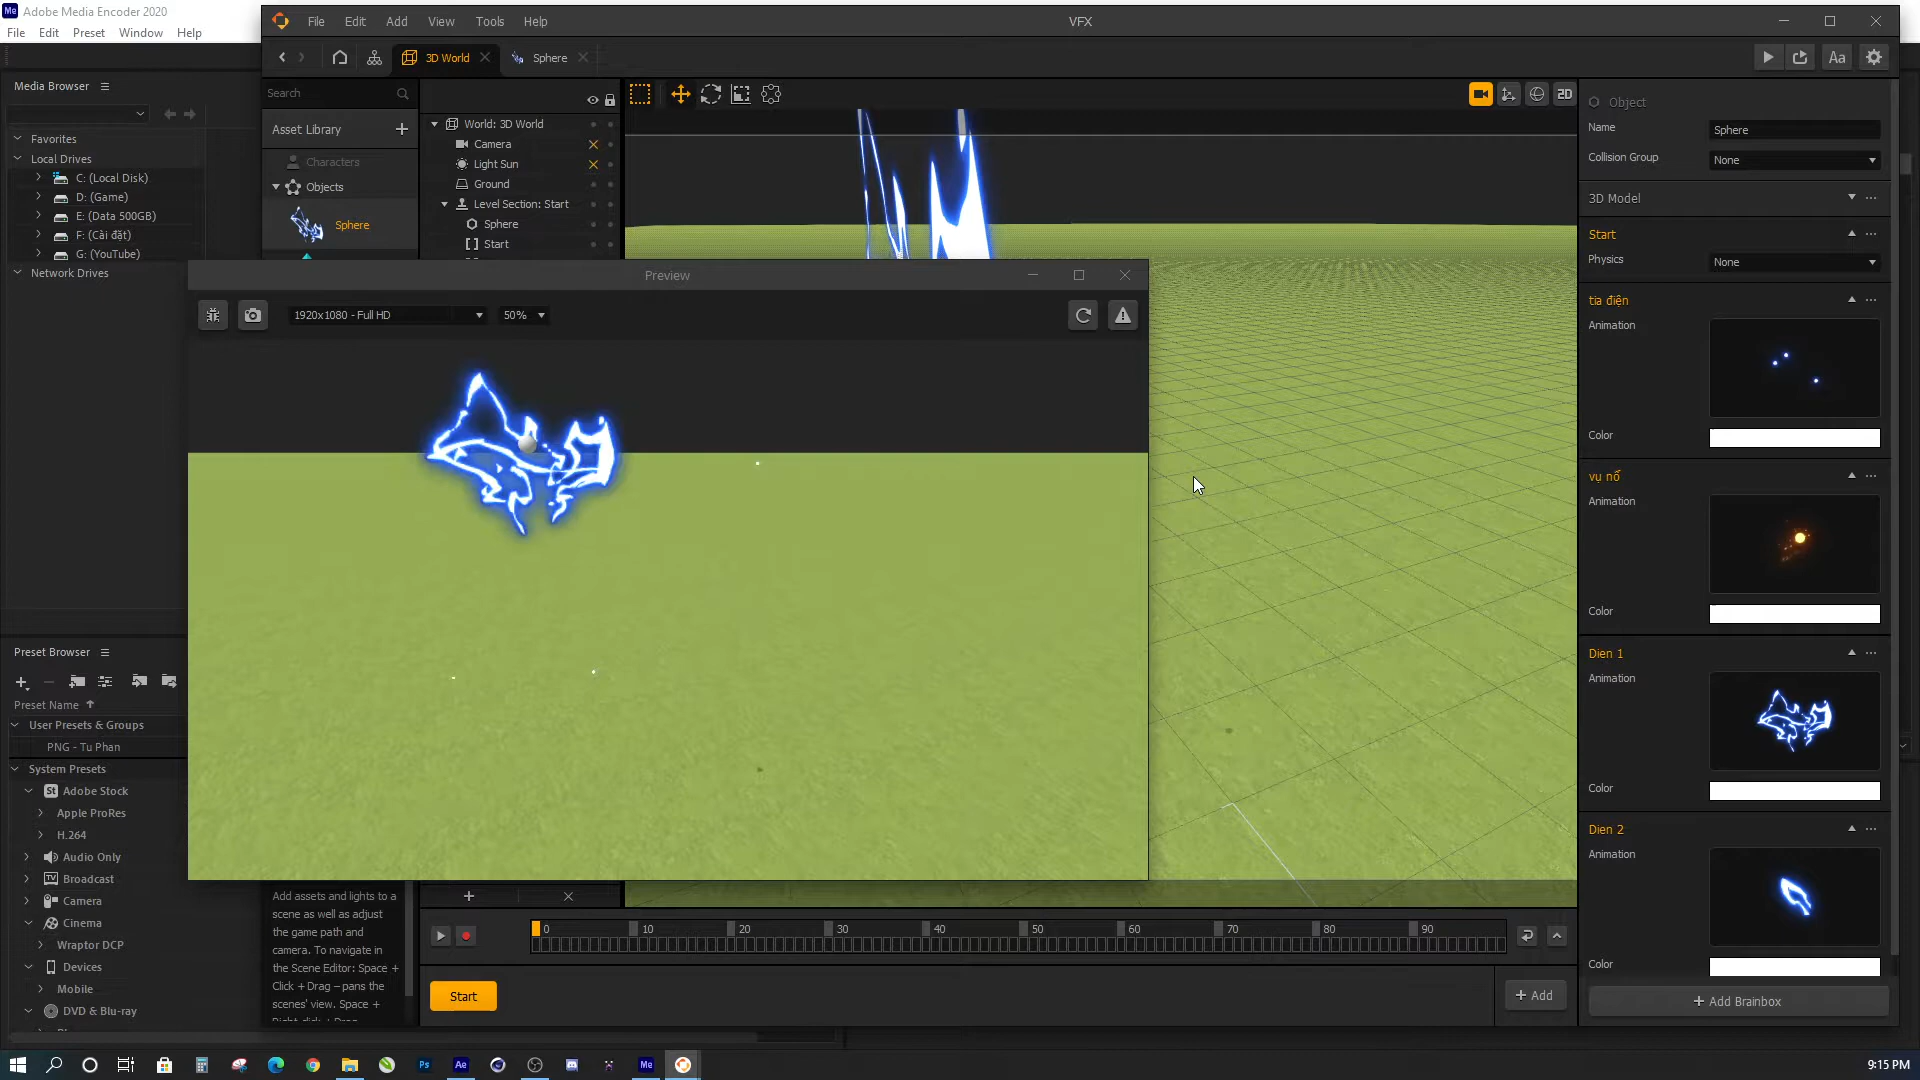 Adobe Media Encoder 2020
File Edit Preset Window Help
Media Browser
Favorites
Local Drives
C: (Local Disk)
D: (Game)
E: (Data 500GB)
F: (Cài đặt)
G: (YouTube)
Network Drives
Preset Browser
Preset Name
User Presets & Groups
PNG - Tu Phan
System Presets
Adobe Stock
Apple ProRes
H.264
Audio Only
Broadcast
Camera
Cinema
Wraptor DCP
Devices
Mobile
DVD & Blu-ray
File Edit Add View Tools Help
VFX
3D World
Sphere
Aa
Search
Asset Library
Characters
Objects
Sphere
World: 3D World
Camera
Light Sun
Ground
Level Section: Start
Sphere
Start
2D
Preview
1920x1080 - Full HD
50%
Add assets and lights to a
scene as well as adjust
the game path and
camera. To navigate in
the Scene Editor: Space +
Click + Drag – pans the
scenes' view. Space +
Right click + Drag
0 10 20 30 40 50 60 70 80 90
Start
+ Add
Object
Name
Sphere
Collision Group
None
3D Model
Start
Physics
None
tia điện
Animation
Color
vụ nổ
Animation
Color
Dien 1
Animation
Color
Dien 2
Animation
Color
+ Add Brainbox
Ps Ae Me
9:15 PM